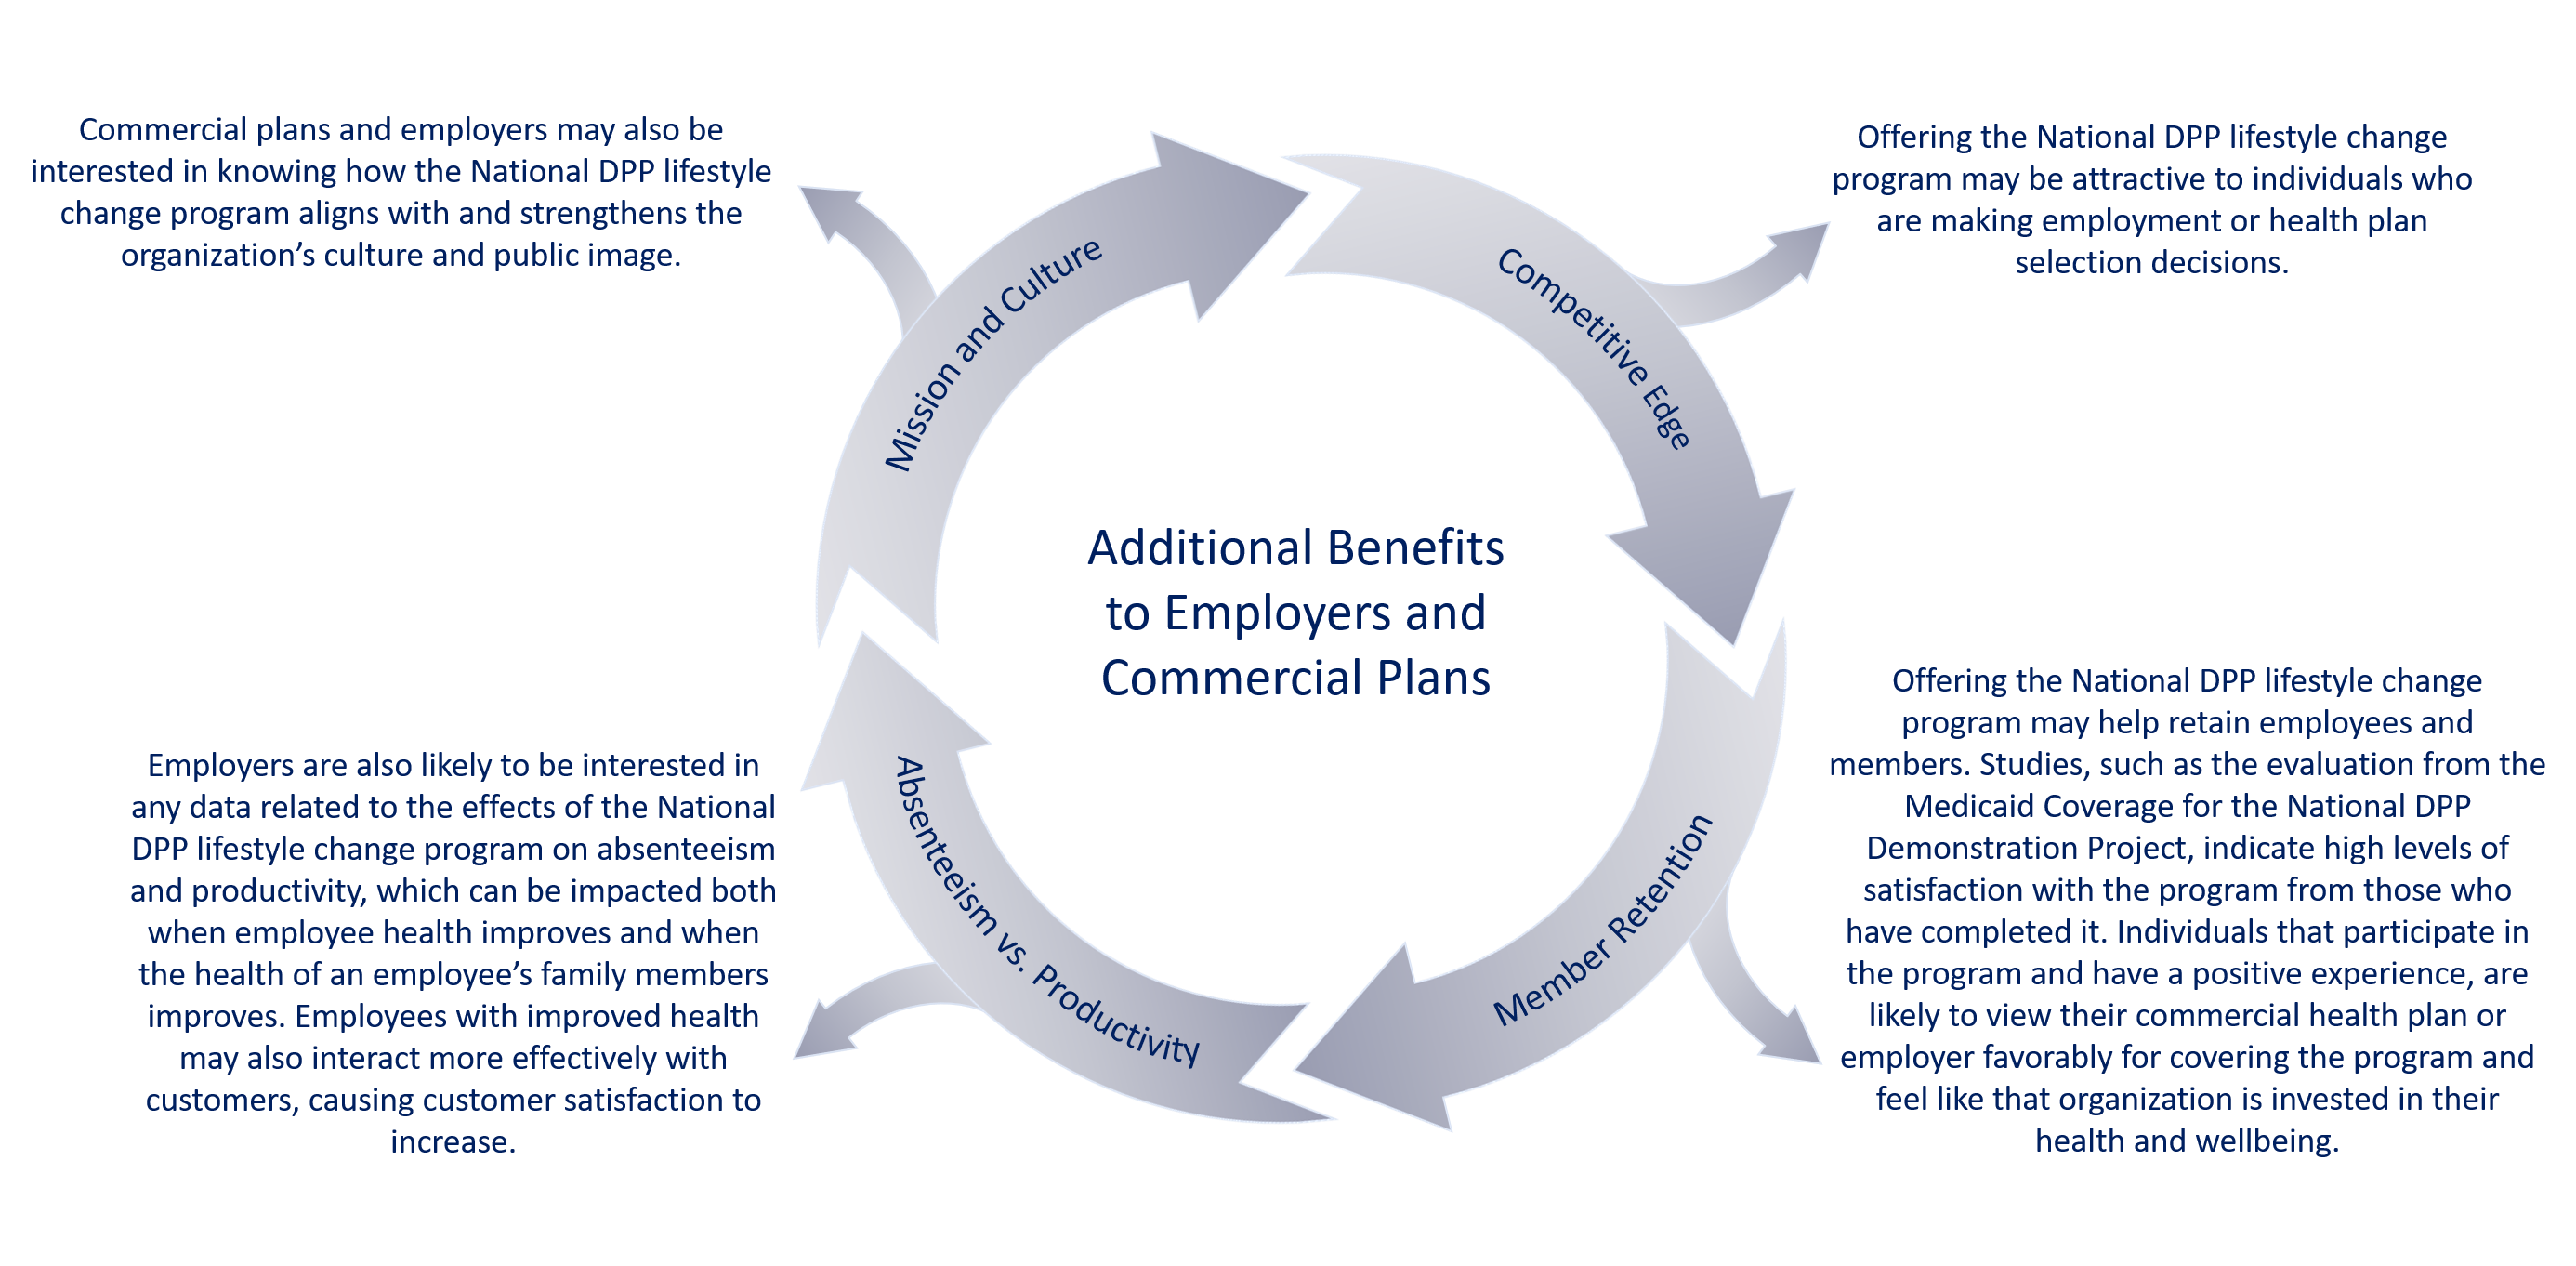 Commercial plans and employers may also be
interested in knowing how the National DPP lifestyle
change program aligns with and strengthens the
organization’s culture and public image.
Mission and Culture
Competitive Edge
Offering the National DPP lifestyle change
program may be attractive to individuals who
are making employment or health plan
selection decisions.
Additional Benefits
to Employers and
Commercial Plans
Employers are also likely to be interested in
any data related to the effects of the National
DPP lifestyle change program on absenteeism
and productivity, which can be impacted both
when employee health improves and when
the health of an employee’s family members
improves. Employees with improved health
may also interact more effectively with
customers, causing customer satisfaction to
increase.
Absenteeism vs. Productivity
Member Retention
Offering the National DPP lifestyle change
program may help retain employees and
members. Studies, such as the evaluation from the
Medicaid Coverage for the National DPP
Demonstration Project, indicate high levels of
satisfaction with the program from those who
have completed it. Individuals that participate in
the program and have a positive experience, are
likely to view their commercial health plan or
employer favorably for covering the program and
feel like that organization is invested in their
health and wellbeing.